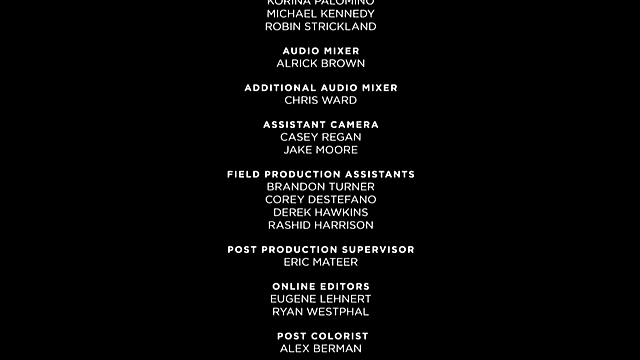 KORINA PALOMINO
MICHAEL KENNEDY
ROBIN STRICKLAND
AUDIO MIXER
ALRICK BROWN
ADDITIONAL AUDIO MIXER
CHRIS WARD
ASSISTANT CAMERA
CASEY REGAN
JAKE MOORE
FIELD PRODUCTION ASSISTANTS
BRANDON TURNER
COREY DESTEFANO
DEREK HAWKINS
RASHID HARRISON
POST PRODUCTION SUPERVISOR
ERIC MATEER
ONLINE EDITORS
EUGENE LEHNERT
RYAN WESTPHAL
POST COLORIST
ALEX BERMAN